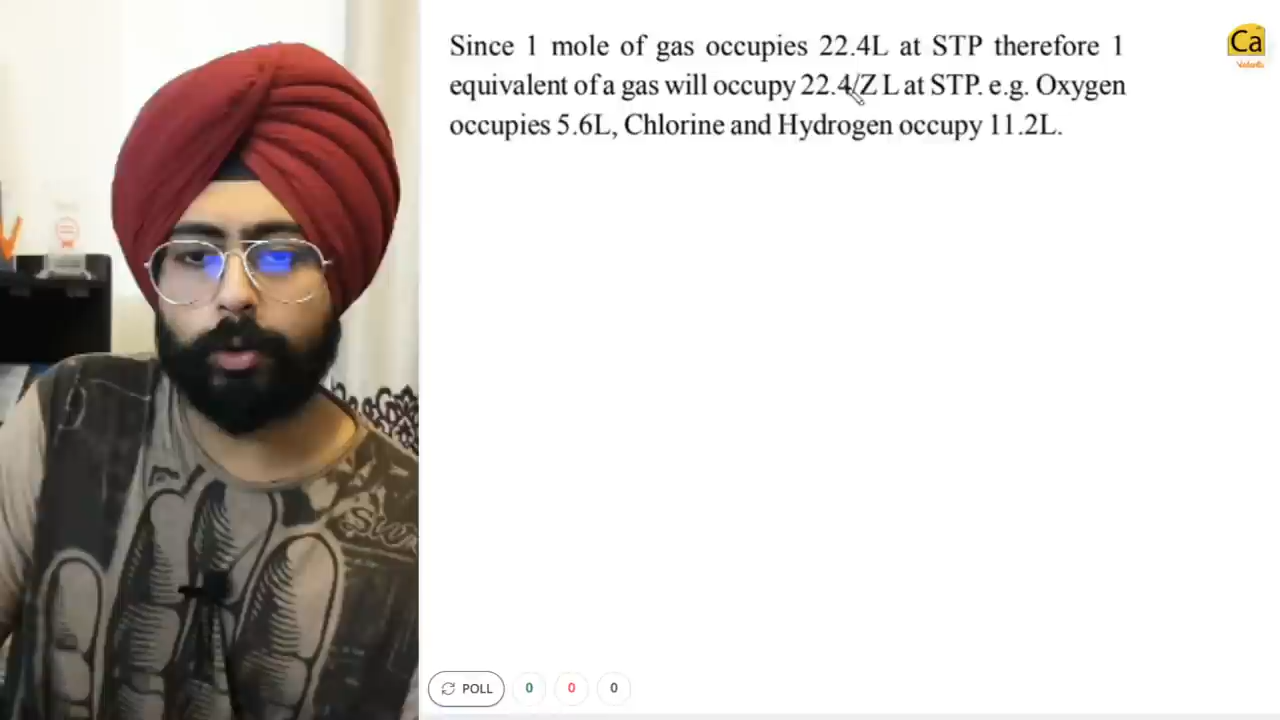 Since 1 mole of gas occupies 22.4L at STP therefore 1
equivalent of a gas will occupy 22.4/Z L at STP. e.g. Oxygen
occupies 5.6L, Chlorine and Hydrogen occupy 11.2L.
Ca
Vedantu
POLL 0 0 0